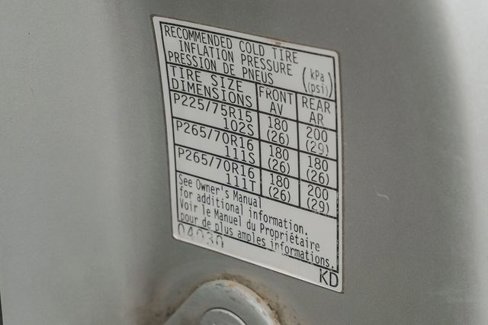 RECOMMENDED COLD TIRE
INFLATION PRESSURE (kPa)
PRESSION DE PNEUS (psi)
TIRE SIZE FRONT REAR
DIMENSIONS AV AR
P225/75R15 180 200
102S (26) (29)
P265/70R16 180 180
111S (26) (26)
P265/70R16 180 200
111T (26) (29)
See Owner's Manual
for additional information.
Voir le Manuel du Propriétaire
pour de plus amples informations.
04030 KD